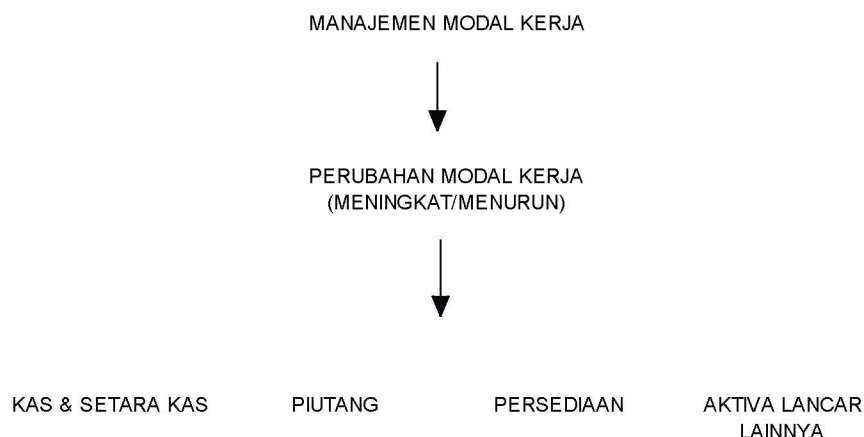 MANAJEMEN MODAL KERJA
PERUBAHAN MODAL KERJA
(MENINGKAT/MENURUN)
KAS & SETARA KAS PIUTANG PERSEDIAAN AKTIVA LANCAR
LAINNYA